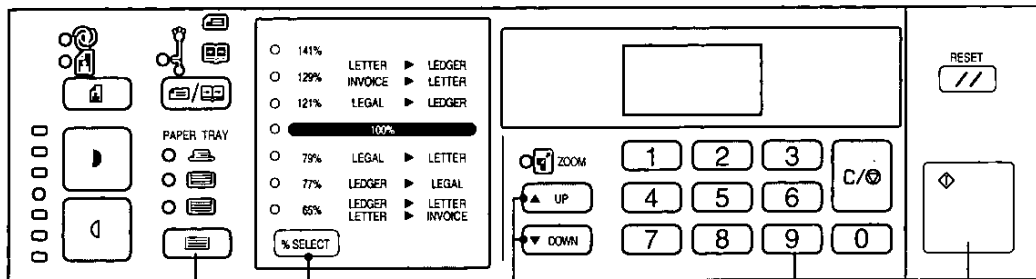 141%
129% LETTER ▶ LEDGER
INVOICE ▶ LETTER
121% LEGAL ▶ LEDGER
100%
79% LEGAL ▶ LETTER
77% LEDGER ▶ LEGAL
65% LEDGER ▶ LETTER
LETTER ▶ INVOICE
% SELECT
PAPER TRAY
ZOOM
▲ UP
▼ DOWN
1 2 3
4 5 6
7 8 9 0
C/
RESET
//